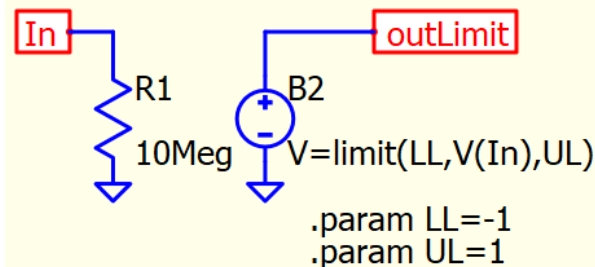 In
outLimit
R1
B2
10Meg
V=limit(LL,V(In),UL)
.param LL=-1
.param UL=1